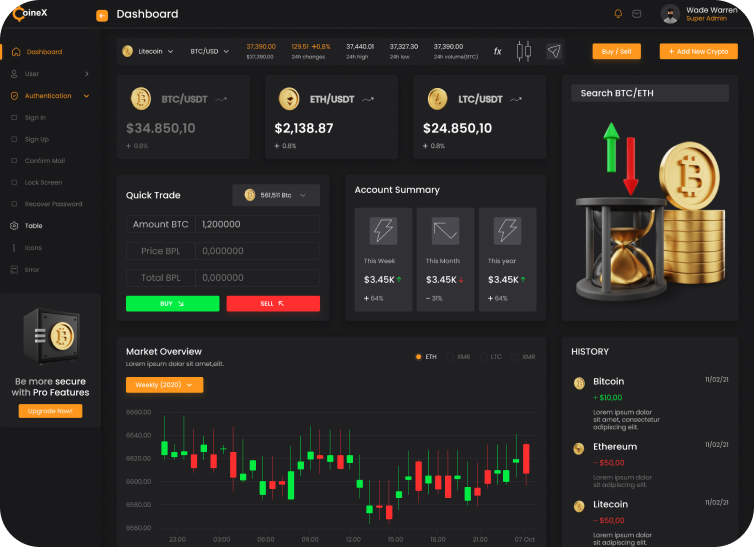 CoineX
Dashboard
Wade Warren
Super Admin
Dashboard
User
Authentication
Sign in
Sign Up
Confirm Mail
Lock Screen
Recover Password
Table
Icons
Error
Be more secure
with Pro Features
Upgrade Now!
Litecoin
BTC/USD
37,390.00
$37,390.00
129.51 +0,8%
24h changes
37,440.01
24h high
37,327.30
24h low
37,390.00
24h volume(BTC)
fx
Buy / Sell
+ Add New Crypto
BTC/USDT
$34.850,10
+ 0.8%
ETH/USDT
$2,138.87
+ 0.8%
LTC/USDT
$24.850,10
+ 0.8%
Search BTC/ETH
Quick Trade
561,511 Btc
Amount BTC 1,200000
Price BPL 0,000000
Total BPL 0,000000
BUY
SELL
Account Summary
This Week
$3.45K
+ 64%
This Month
$3.45K
– 31%
This year
$3.45K
+ 64%
Market Overview
Lorem ipsum dolor sit amet,elit.
ETH XMR LTC XMR
Weekly (2020)
6660.00
6640.00
6620.00
6600.00
6580.00
6560.00
23.00 03:00 06:00 09:00 12.00 15.00 18.00 21.00 07 Oct
HISTORY
Bitcoin
11/02/21
+ $10,00
Lorem ipsum dolor
sit amet, consectetur
adipiscing elit.
Ethereum
11/02/21
– $50,00
Lorem ipsum dolor
sit adipiscing elit.
Litecoin
11/02/21
– $50,00
Lorem ipsum dolor
sit amet, consectetur